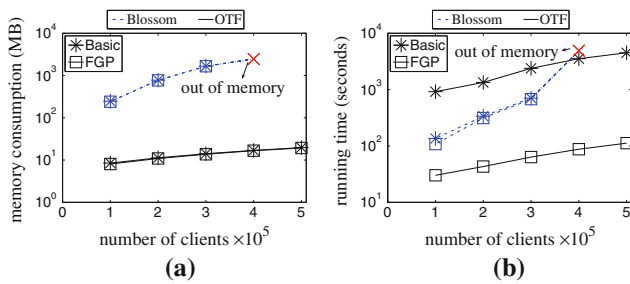 Blossom OTF
Basic
FGP
out of memory
memory consumption (MB)
10^4
10^3
10^2
10^1
10^0
0 1 2 3 4 5
number of clients ×10^5
(a)
Blossom OTF
Basic
FGP
out of memory
running time (seconds)
10^4
10^3
10^2
10^1
0 1 2 3 4 5
number of clients ×10^5
(b)